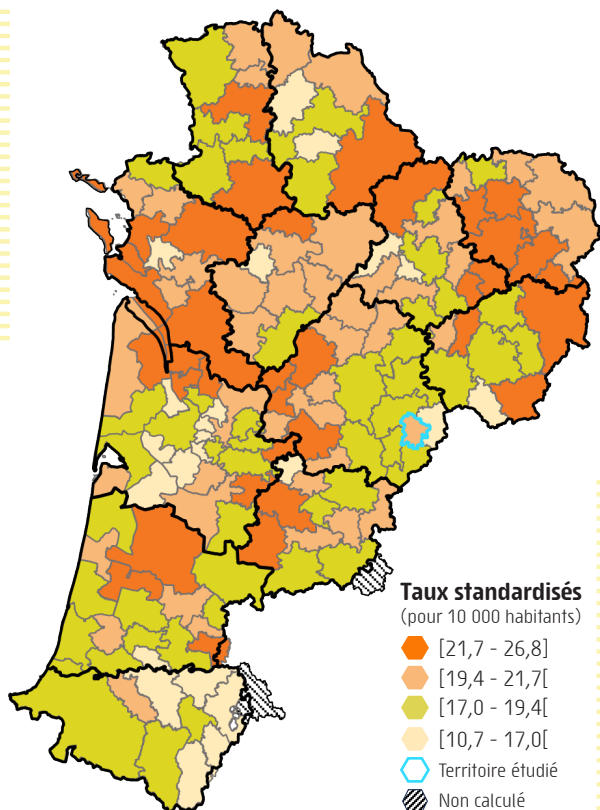 Taux standardisés
(pour 10 000 habitants)
[21,7 - 26,8]
[19,4 - 21,7[
[17,0 - 19,4[
[10,7 - 17,0[
Territoire étudié
Non calculé